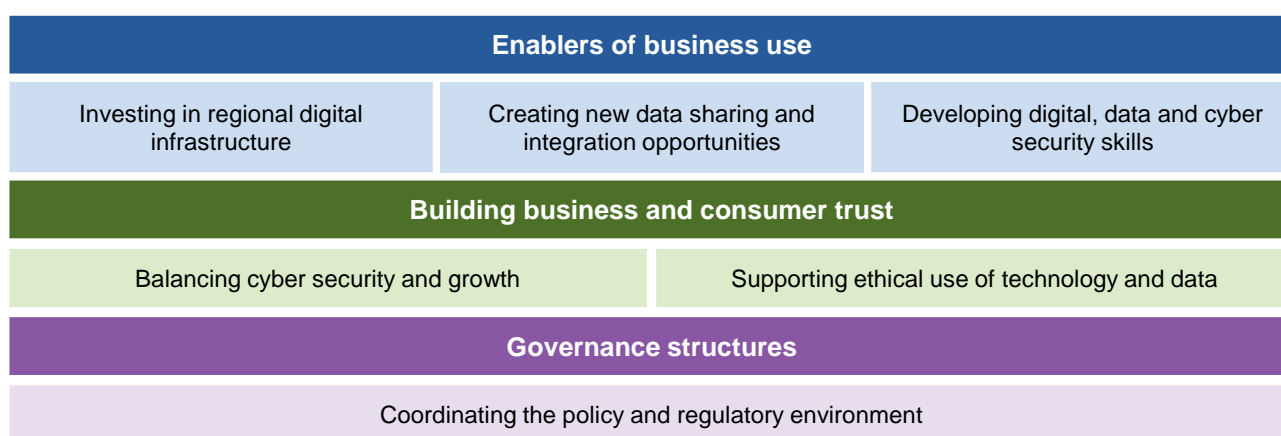 Enablers of business use
Investing in regional digital
infrastructure
Creating new data sharing and
integration opportunities
Developing digital, data and cyber
security skills
Building business and consumer trust
Balancing cyber security and growth
Supporting ethical use of technology and data
Governance structures
Coordinating the policy and regulatory environment